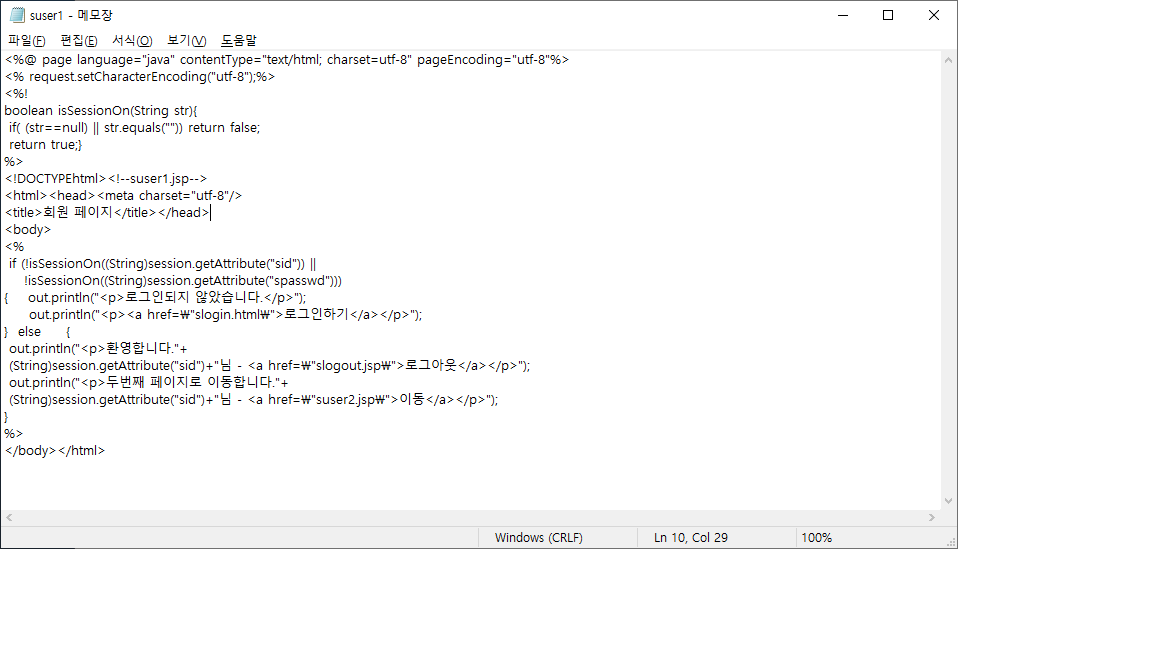 suser1 - 메모장
파일(F) 편집(E) 서식(O) 보기(V) 도움말
<%@ page language="java" contentType="text/html; charset=utf-8" pageEncoding="utf-8"%>
<% request.setCharacterEncoding("utf-8");%>
<%!
boolean isSessionOn(String str){
 if( (str==null) || str.equals("")) return false;
 return true;}
%>
<!DOCTYPEhtml><!--suser1.jsp-->
<html><head><meta charset="utf-8"/>
<title>회원 페이지</title></head>
<body>
<%
 if (!isSessionOn((String)session.getAttribute("sid")) ||
     !isSessionOn((String)session.getAttribute("spasswd")))
{     out.println("<p>로그인되지 않았습니다.</p>");
      out.println("<p><a href=₩"slogin.html₩">로그인하기</a></p>");
}  else      {
 out.println("<p>환영합니다."+
 (String)session.getAttribute("sid")+"님 - <a href=₩"slogout.jsp₩">로그아웃</a></p>");
 out.println("<p>두번째 페이지로 이동합니다."+
 (String)session.getAttribute("sid")+"님 - <a href=₩"suser2.jsp₩">이동</a></p>");
}
%>
</body></html>
Windows (CRLF) Ln 10, Col 29 100%